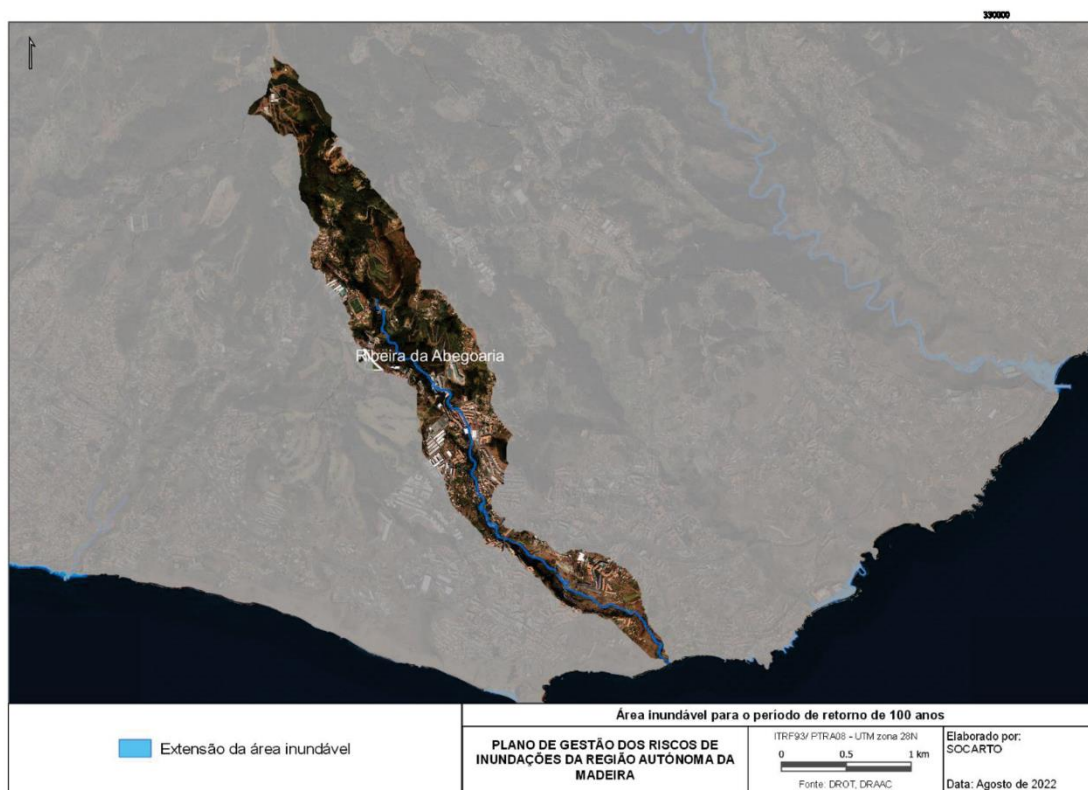 330000
Ribeira da Abegoaria
Extensão da área inundável
Área inundável para o período de retorno de 100 anos
PLANO DE GESTÃO DOS RISCOS DE
INUNDAÇÕES DA REGIÃO AUTÓNOMA DA
MADEIRA
ITRF93/ PTRA08 - UTM zona 28N
0 0.5 1 km
Fonte: DROT, DRAAC
Elaborado por:
SOCARTO
Data: Agosto de 2022